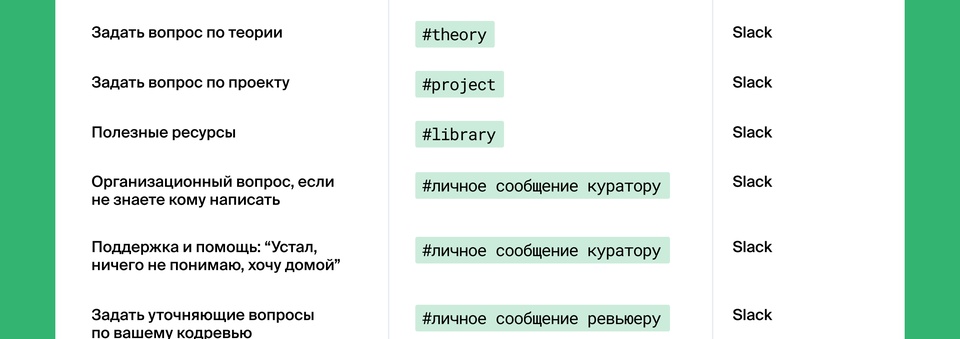 Задать вопрос по теории #theory Slack
Задать вопрос по проекту #project Slack
Полезные ресурсы #library Slack
Организационный вопрос, если #личное сообщение куратору Slack
не знаете кому написать
Поддержка и помощь: “Устал, #личное сообщение куратору Slack
ничего не понимаю, хочу домой”
Задать уточняющие вопросы #личное сообщение ревьюеру Slack
по вашему кодревью